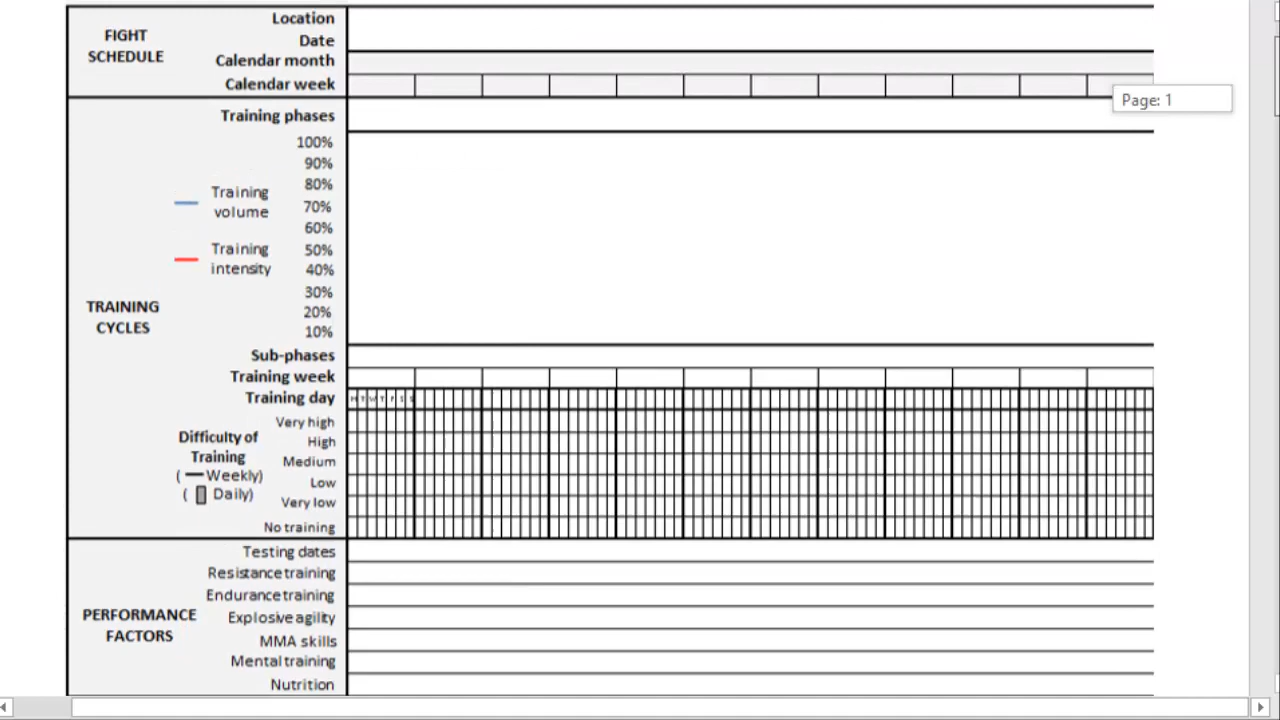 FIGHT
SCHEDULE
Location
Date
Calendar month
Calendar week
Page: 1
Training phases
100%
90%
80%
70%
60%
50%
40%
30%
20%
10%
Training
volume
Training
intensity
TRAINING
CYCLES
Sub-phases
Training week
Training day
M T W T F S S
Difficulty of
Training
( Weekly)
( Daily)
Very high
High
Medium
Low
Very low
No training
PERFORMANCE
FACTORS
Testing dates
Resistance training
Endurance training
Explosive agility
MMA skills
Mental training
Nutrition